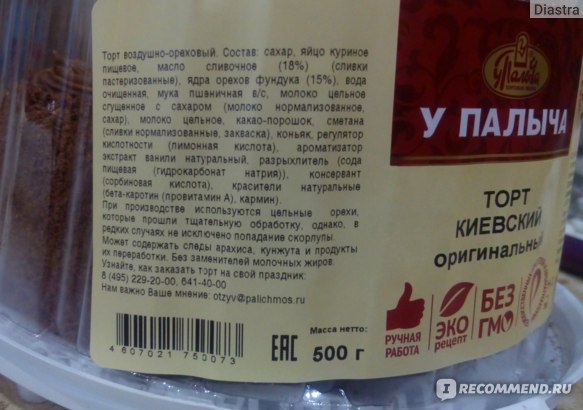 Diastra
Торт воздушно-ореховый. Состав: сахар, яйцо куриное
пищевое, масло сливочное (18%) (сливки
пастеризованные), ядра орехов фундука (15%), вода
очищенная, мука пшеничная в/с, молоко цельное
сгущенное с сахаром (молоко нормализованное,
сахар), молоко цельное, какао-порошок, сметана
(сливки нормализованные, закваска), коньяк, регулятор
кислотности (лимонная кислота), ароматизатор
экстракт ванили натуральный, разрыхлитель (сода
пищевая (гидрокарбонат натрия)), консервант
(сорбиновая кислота), красители натуральные
(бета-каротин (провитамин А), кармин).
При производстве используются цельные орехи,
которые прошли тщательную обработку, однако, в
редких случаях не исключено попадание скорлупы.
Может содержать следы арахиса, кунжута и продукты
их переработки. Без заменителей молочных жиров.
Узнайте, как заказать торт на свой праздник:
8 (495) 229-20-00, 641-40-00
Нам важно Ваше мнение: otzyv@palichmos.ru
4 607021 750073
ЕАС
Масса нетто:
500 г
у Палыча
У ПАЛЫЧА
ТОРТ
КИЕВСКИЙ
оригинальны
РУЧНАЯ
РАБОТА
ЭКО
рецепт
БЕЗ
ГМО
I RECOMMEND.RU